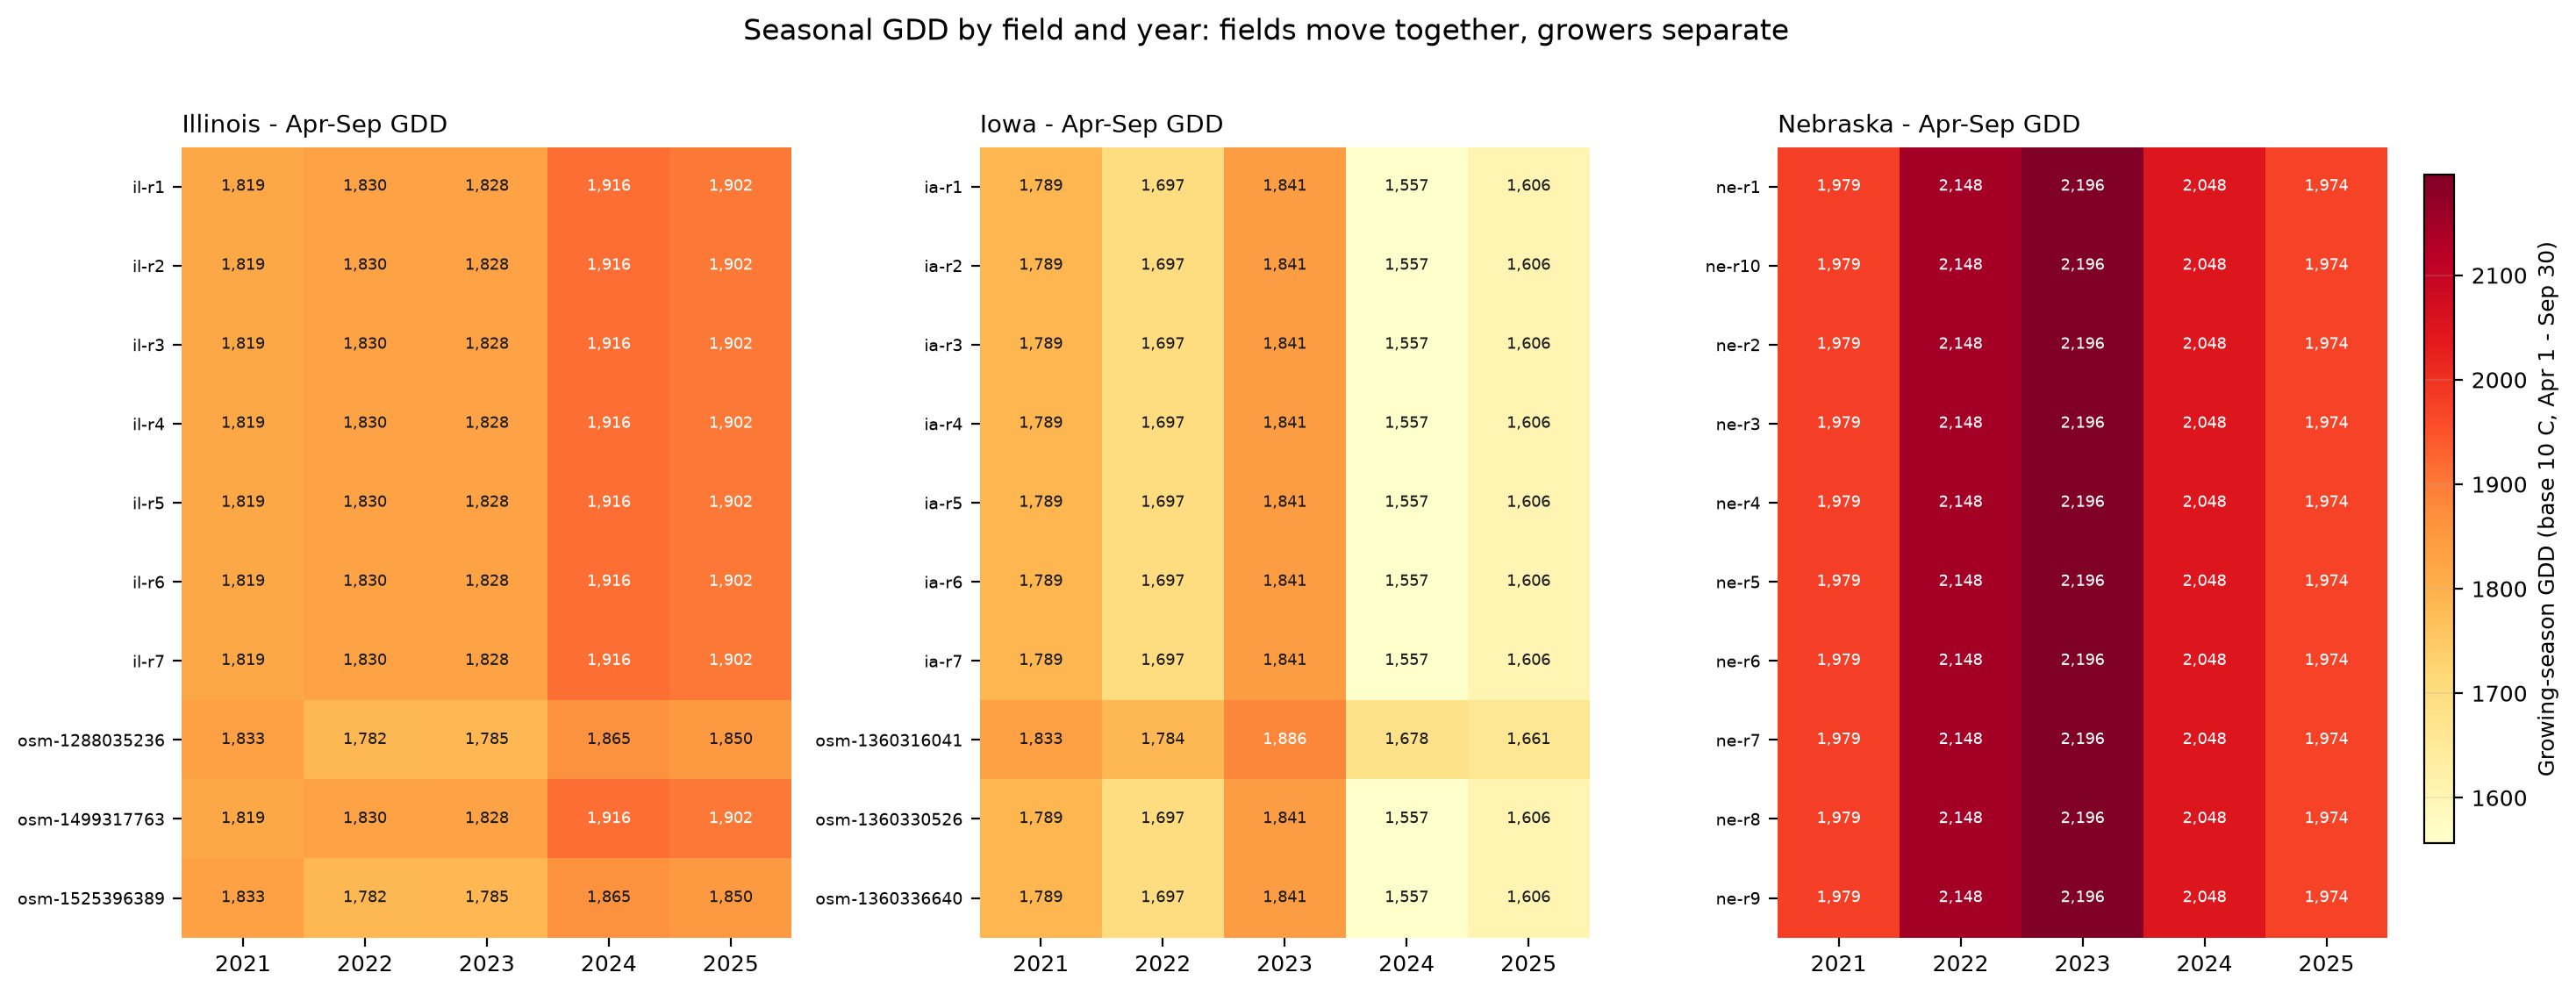 Seasonal GDD by field and year: fields move together, growers separate
Illinois - Apr-Sep GDD
il-r1 1,819 1,830 1,828 1,916 1,902
il-r2 1,819 1,830 1,828 1,916 1,902
il-r3 1,819 1,830 1,828 1,916 1,902
il-r4 1,819 1,830 1,828 1,916 1,902
il-r5 1,819 1,830 1,828 1,916 1,902
il-r6 1,819 1,830 1,828 1,916 1,902
il-r7 1,819 1,830 1,828 1,916 1,902
osm-1288035236 1,833 1,782 1,785 1,865 1,850
osm-1499317763 1,819 1,830 1,828 1,916 1,902
osm-1525396389 1,833 1,782 1,785 1,865 1,850
2021 2022 2023 2024 2025
Iowa - Apr-Sep GDD
ia-r1 1,789 1,697 1,841 1,557 1,606
ia-r2 1,789 1,697 1,841 1,557 1,606
ia-r3 1,789 1,697 1,841 1,557 1,606
ia-r4 1,789 1,697 1,841 1,557 1,606
ia-r5 1,789 1,697 1,841 1,557 1,606
ia-r6 1,789 1,697 1,841 1,557 1,606
ia-r7 1,789 1,697 1,841 1,557 1,606
osm-1360316041 1,833 1,784 1,886 1,678 1,661
osm-1360330526 1,789 1,697 1,841 1,557 1,606
osm-1360336640 1,789 1,697 1,841 1,557 1,606
2021 2022 2023 2024 2025
Nebraska - Apr-Sep GDD
ne-r1 1,979 2,148 2,196 2,048 1,974
ne-r10 1,979 2,148 2,196 2,048 1,974
ne-r2 1,979 2,148 2,196 2,048 1,974
ne-r3 1,979 2,148 2,196 2,048 1,974
ne-r4 1,979 2,148 2,196 2,048 1,974
ne-r5 1,979 2,148 2,196 2,048 1,974
ne-r6 1,979 2,148 2,196 2,048 1,974
ne-r7 1,979 2,148 2,196 2,048 1,974
ne-r8 1,979 2,148 2,196 2,048 1,974
ne-r9 1,979 2,148 2,196 2,048 1,974
2021 2022 2023 2024 2025
2100
2000
1900
1800
1700
1600
Growing-season GDD (base 10 C, Apr 1 - Sep 30)